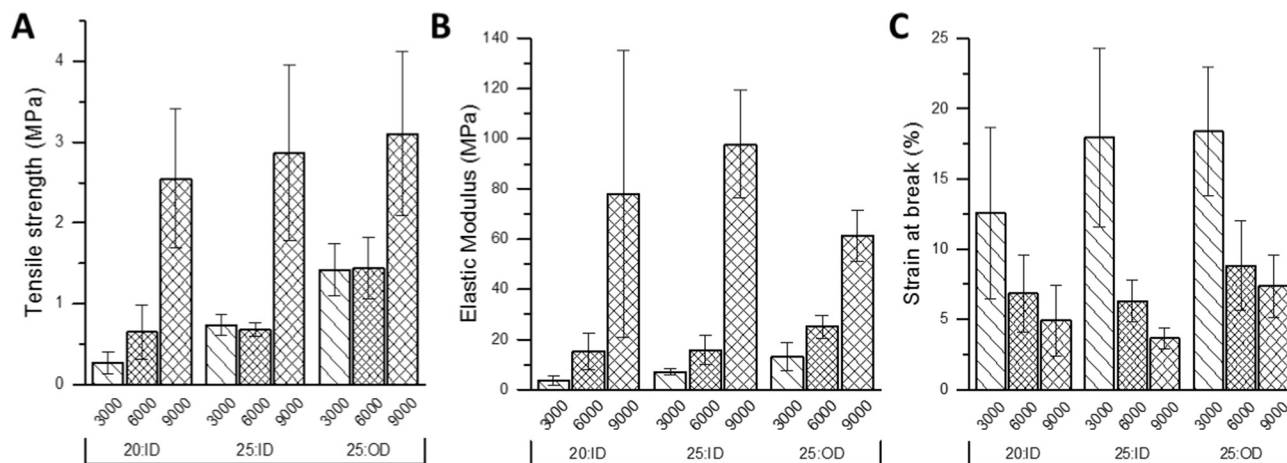 A
Tensile strength (MPa)
4
3
2
1
0
3000 6000 9000 3000 6000 9000 3000 6000 9000
20:ID 25:ID 25:OD
B
Elastic Modulus (MPa)
140
120
100
80
60
40
20
0
3000 6000 9000 3000 6000 9000 3000 6000 9000
20:ID 25:ID 25:OD
C
Strain at break (%)
25
20
15
10
5
0
3000 6000 9000 3000 6000 9000 3000 6000 9000
20:ID 25:ID 25:OD